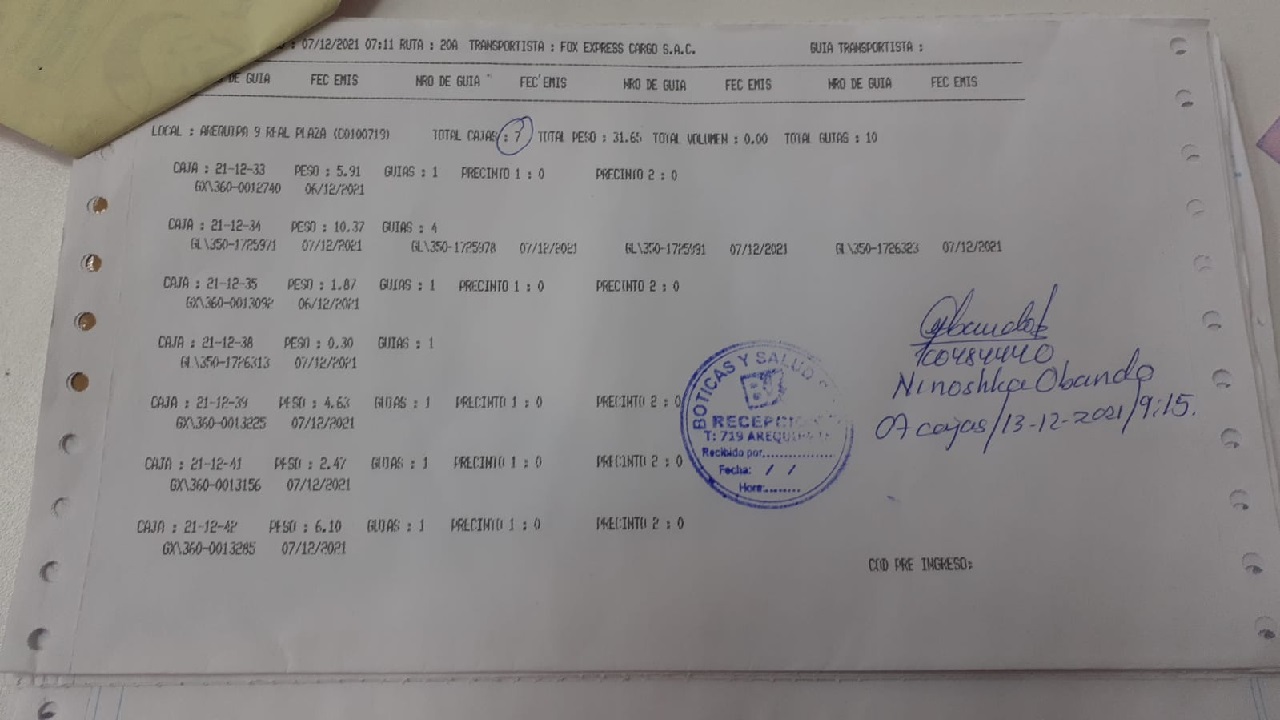 : 07/12/2021 07:11 RUTA : 20A TRANSPORTISTA : FOX EXPRESS CARGO S.A.C. GUIA TRANSPORTISTA :
DE GUIA FEC EMIS NRO DE GUIA FEC EMIS NRO DE GUIA FEC EMIS NRO DE GUIA FEC EMIS
LOCAL : AREQUIPA 9 REAL PLAZA (C0100719) TOTAL CAJAS : 7 TOTAL PESO : 31.65 TOTAL VOLUMEN : 0.00 TOTAL GUIAS : 10
CAJA : 21-12-33 PESO : 5.91 GUIAS : 1 PRECINTO 1 : 0 PRECINTO 2 : 0
GX\360-0012740 06/12/2021
CAJA : 21-12-34 PESO : 10.37 GUIAS : 4
GL\350-1725971 07/12/2021 GL\350-1725978 07/12/2021 GL\350-1725991 07/12/2021 GL\350-1726323 07/12/2021
CAJA : 21-12-35 PESO : 1.87 GUIAS : 1 PRECINTO 1 : 0 PRECINTO 2 : 0
GX\360-0013092 06/12/2021
CAJA : 21-12-38 PESO : 0.30 GUIAS : 1
GL\350-1726313 07/12/2021
CAJA : 21-12-39 PESO : 4.63 GUIAS : 1 PRECINTO 1 : 0 PRECINTO 2 : 0
GX\360-0013225 07/12/2021
CAJA : 21-12-41 PESO : 2.47 GUIAS : 1 PRECINTO 1 : 0 PRECINTO 2 : 0
GX\360-0013156 07/12/2021
CAJA : 21-12-42 PESO : 6.10 GUIAS : 1 PRECINTO 1 : 0 PRECINTO 2 : 0
GX\360-0013285 07/12/2021
COD PRE INGRESO:
BOTICAS Y SALUD
T: 719
Recibido por
Fecha: / /
Hora:
Ninoshka Obando
07 cajas/13-12-2021/9:15.